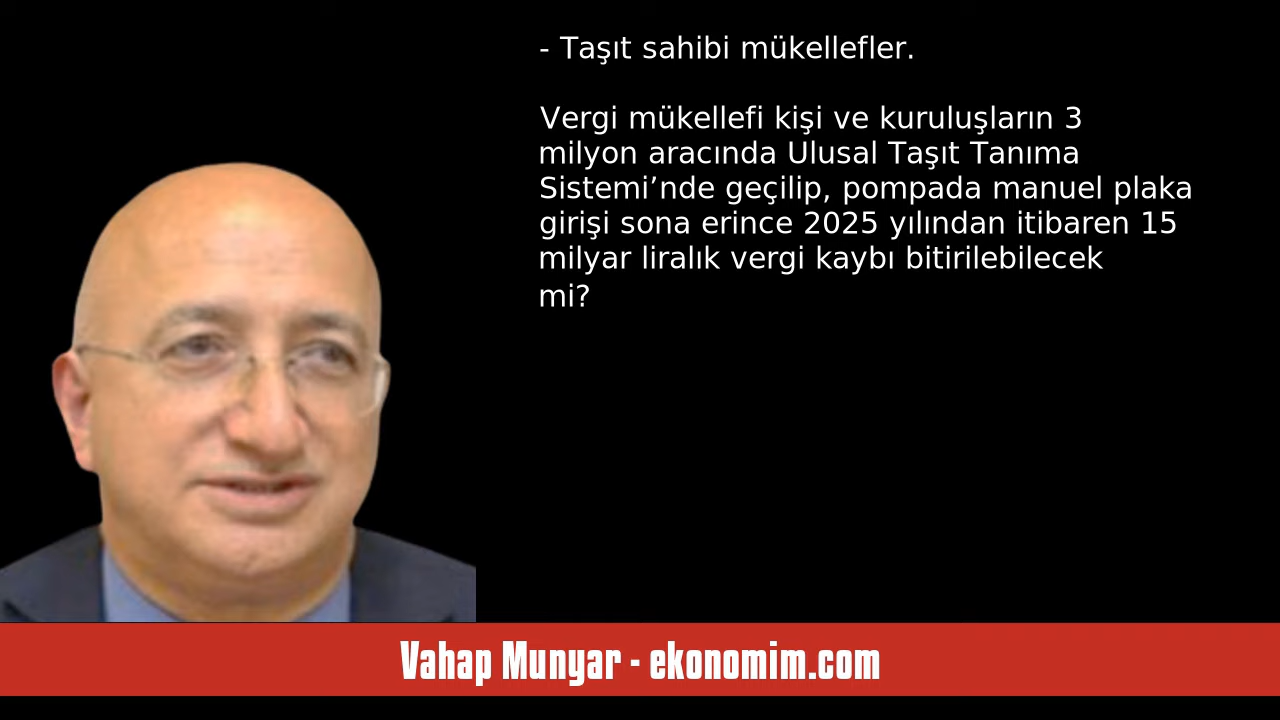 - Taşıt sahibi mükellefler.
Vergi mükellefi kişi ve kuruluşların 3
milyon aracında Ulusal Taşıt Tanıma
Sistemi’nde geçilip, pompada manuel plaka
girişi sona erince 2025 yılından itibaren 15
milyar liralık vergi kaybı bitirilebilecek
mi?
Vahap Munyar - ekonomim.com